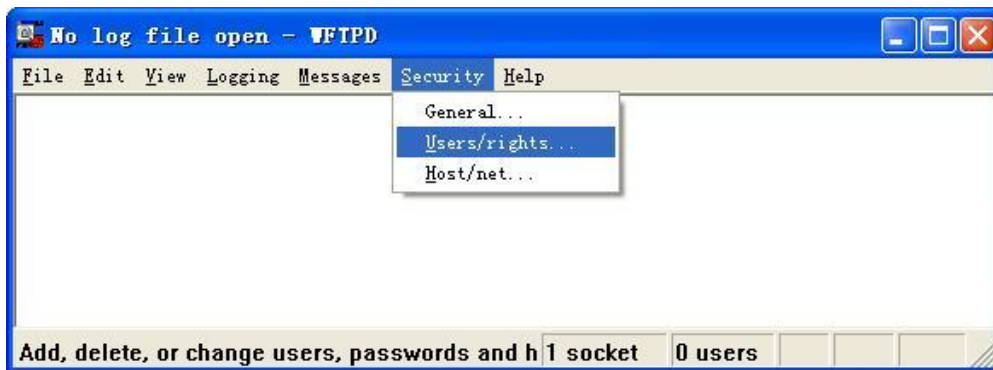 No log file open - WFTPD
File Edit View Logging Messages Security Help
General...
Users/rights...
Host/net...
Add, delete, or change users, passwords and h 1 socket 0 users